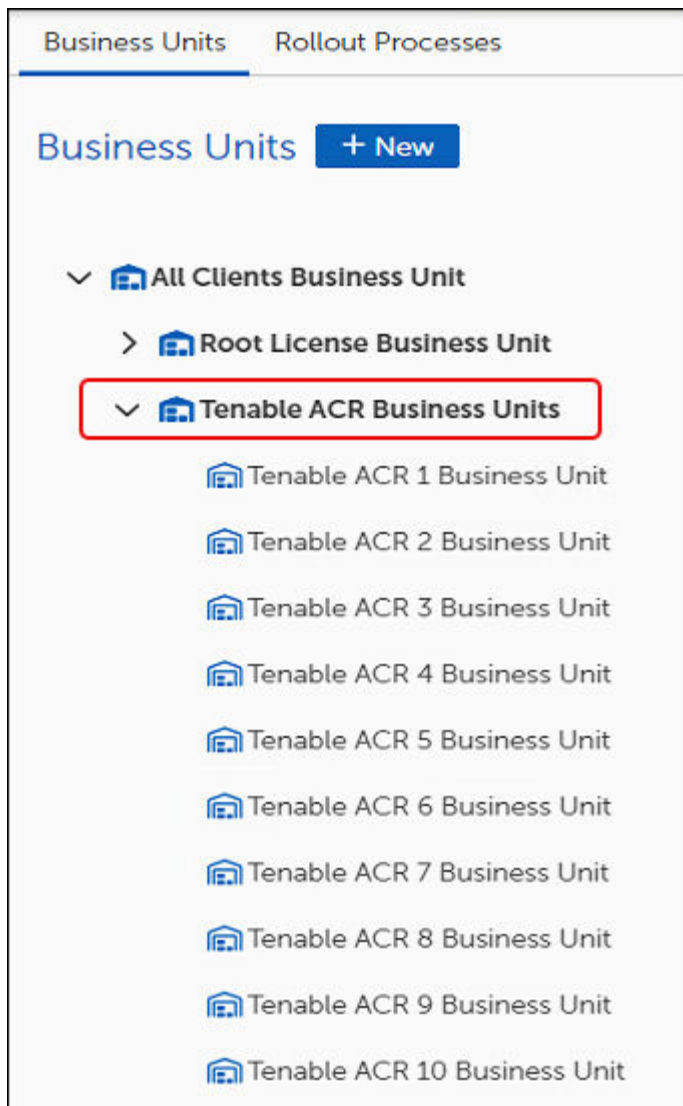 Business Units Rollout Processes
Business Units + New
All Clients Business Unit
Root License Business Unit
Tenable ACR Business Units
Tenable ACR 1 Business Unit
Tenable ACR 2 Business Unit
Tenable ACR 3 Business Unit
Tenable ACR 4 Business Unit
Tenable ACR 5 Business Unit
Tenable ACR 6 Business Unit
Tenable ACR 7 Business Unit
Tenable ACR 8 Business Unit
Tenable ACR 9 Business Unit
Tenable ACR 10 Business Unit